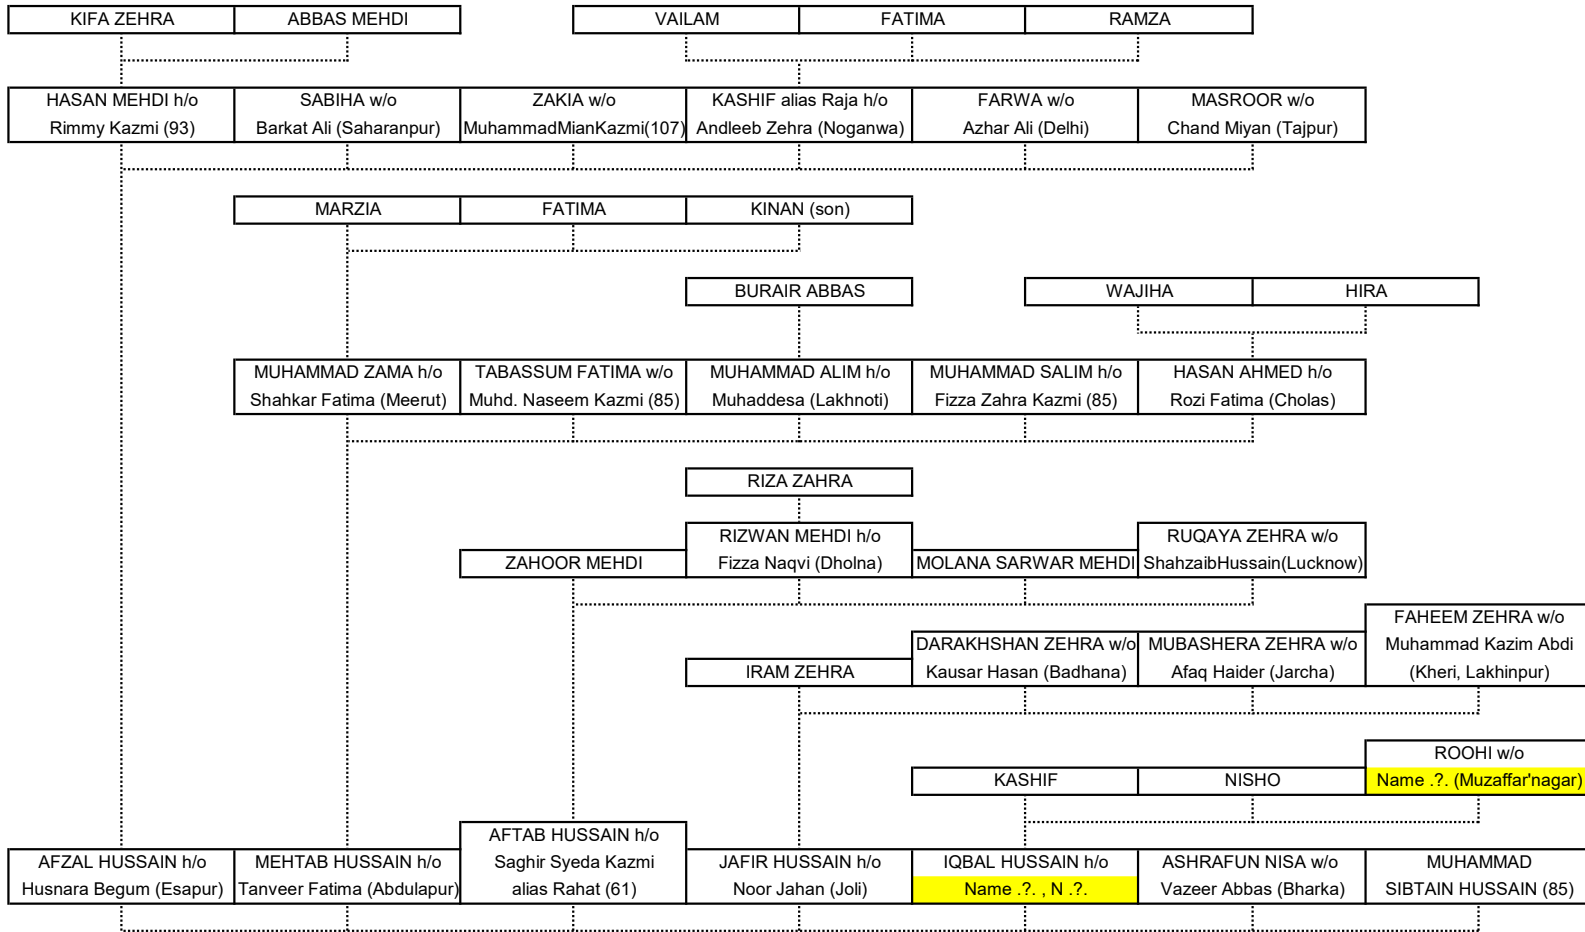 KIFA ZEHRA
ABBAS MEHDI
VAILAM
FATIMA
RAMZA
HASAN MEHDI h/o
Rimmy Kazmi (93)
SABIHA w/o
Barkat Ali (Saharanpur)
ZAKIA w/o
MuhammadMianKazmi(107)
KASHIF alias Raja h/o
Andleeb Zehra (Noganwa)
FARWA w/o
Azhar Ali (Delhi)
MASROOR w/o
Chand Miyan (Tajpur)
MARZIA
FATIMA
KINAN (son)
BURAIR ABBAS
WAJIHA
HIRA
MUHAMMAD ZAMA h/o
Shahkar Fatima (Meerut)
TABASSUM FATIMA w/o
Muhd. Naseem Kazmi (85)
MUHAMMAD ALIM h/o
Muhaddesa (Lakhnoti)
MUHAMMAD SALIM h/o
Fizza Zahra Kazmi (85)
HASAN AHMED h/o
Rozi Fatima (Cholas)
RIZA ZAHRA
ZAHOOR MEHDI
RIZWAN MEHDI h/o
Fizza Naqvi (Dholna)
MOLANA SARWAR MEHDI
RUQAYA ZEHRA w/o
ShahzaibHussain(Lucknow)
IRAM ZEHRA
DARAKHSHAN ZEHRA w/o
Kausar Hasan (Badhana)
MUBASHERA ZEHRA w/o
Afaq Haider (Jarcha)
FAHEEM ZEHRA w/o
Muhammad Kazim Abdi
(Kheri, Lakhinpur)
KASHIF
NISHO
ROOHI w/o
Name .?. (Muzaffar'nagar)
AFZAL HUSSAIN h/o
Husnara Begum (Esapur)
MEHTAB HUSSAIN h/o
Tanveer Fatima (Abdulapur)
AFTAB HUSSAIN h/o
Saghir Syeda Kazmi
alias Rahat (61)
JAFIR HUSSAIN h/o
Noor Jahan (Joli)
IQBAL HUSSAIN h/o
Name .?. , N .?.
ASHRAFUN NISA w/o
Vazeer Abbas (Bharka)
MUHAMMAD
SIBTAIN HUSSAIN (85)